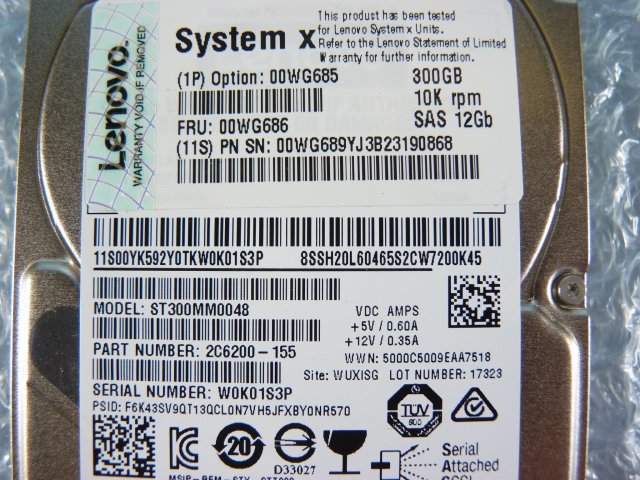 Lenovo
WARRANTY VOID IF REMOVED
System x
This product has been tested
for Lenovo System x Units.
Refer to the Lenovo Statement of Limited
Warranty for further information.
(1P) Option: 00WG685
300GB
10K rpm
FRU: 00WG686
SAS 12Gb
(11S) PN SN: 00WG689YJ3B23190868
11S00YK592Y0TKW0K01S3P
8SSH20L60465S2CW7200K45
MODEL: ST300MM0048
VDC AMPS
+5V / 0.60A
+12V / 0.35A
PART NUMBER: 2C6200-155
WWN: 5000C5009EAA7518
Site: WUXISG LOT NUMBER: 17323
SERIAL NUMBER: W0K01S3P
PSID: F6K43SV9QT13QCL0N7VH5JFXBY0NR570
TÜV
20
D33027
Serial
Attached
SCSI